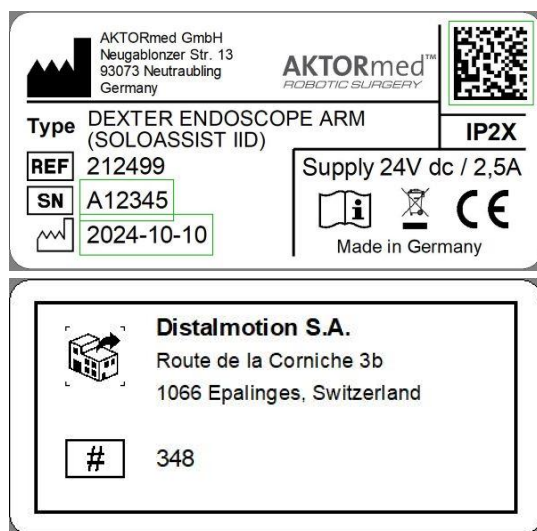 AKTORmed GmbH
Neugablonzer Str. 13
93073 Neutraubling
Germany
AKTORmed™
ROBOTIC SURGERY
Type DEXTER ENDOSCOPE ARM
(SOLOASSIST IID)
IP2X
REF 212499
SN A12345
2024-10-10
Supply 24V dc / 2,5A
i
CE
Made in Germany
Distalmotion S.A.
Route de la Corniche 3b
1066 Epalinges, Switzerland
# 348